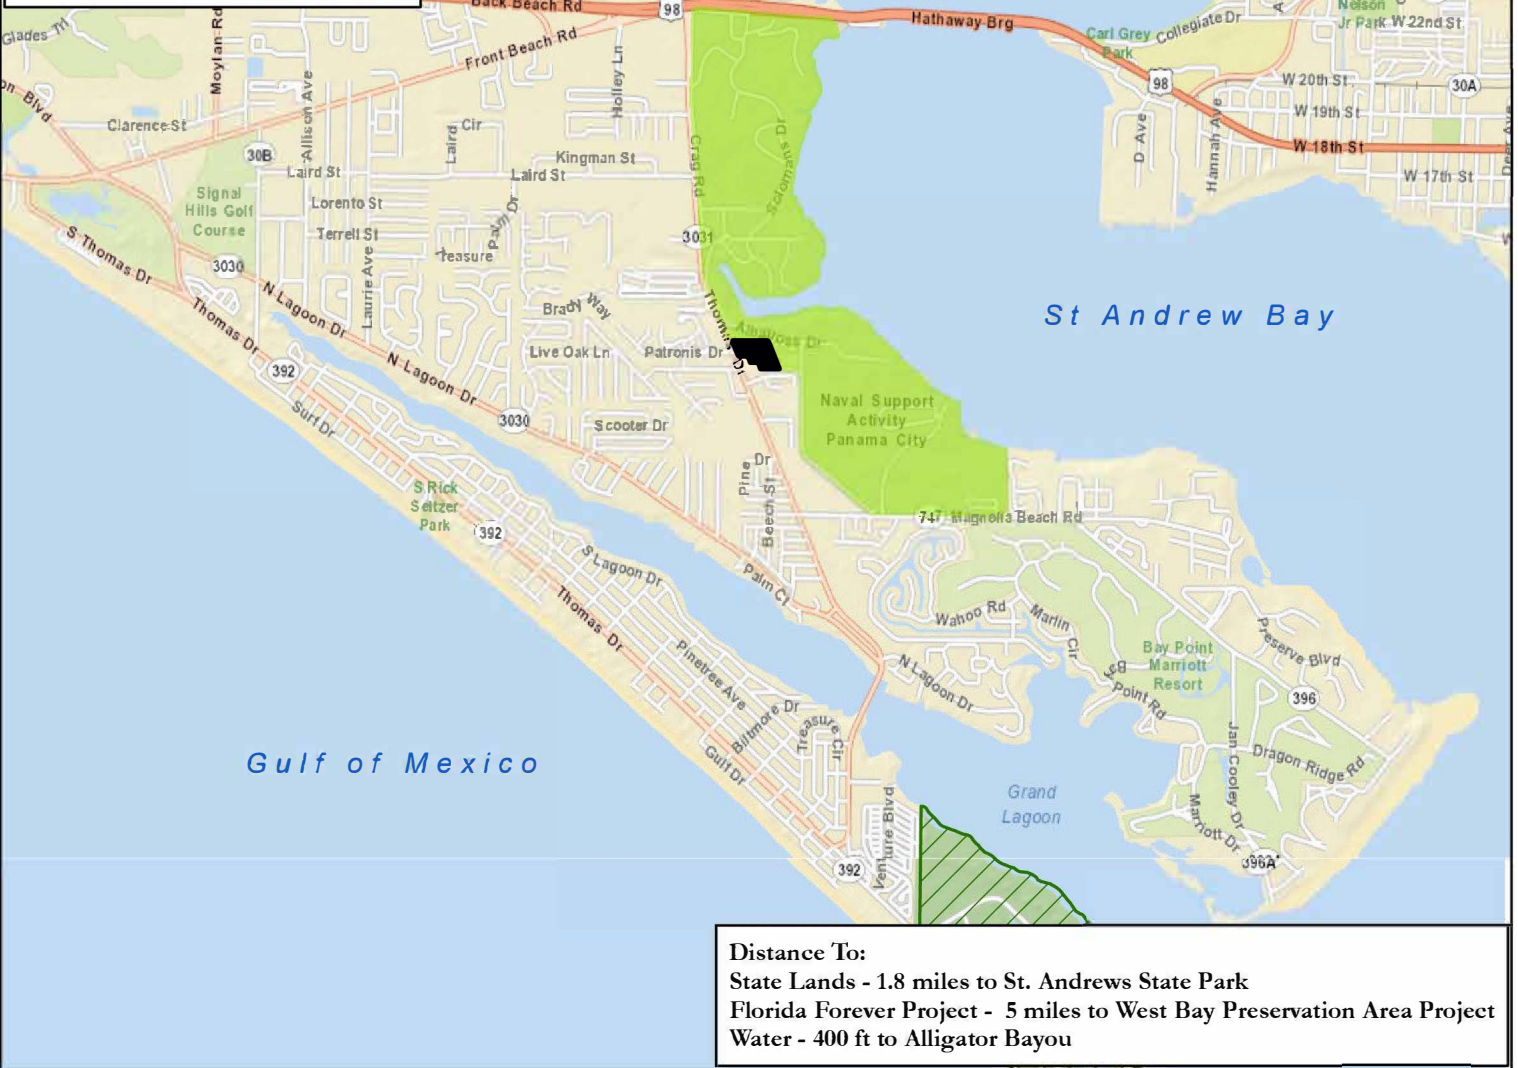 Back Beach Rd
98
Hathaway Brg
Nelson
Jr Park
W 22nd St
Collegiate Dr
Carl Grey
Park
Glades Trl
Moylan Rd
Front Beach Rd
Holley Ln
W 20th St
30A
98
on Blvd
Allison Ave
W 19th St
Clarence St
Laird
Cir
Cragg Rd
Solomans Dr
D Ave
Hannah Ave
W 18th St
30B
Kingman St
Laird St
Laird St
W 17th St
Signal
Hills Golf
Course
Lorento St
Palm Dr
Terrell St
3031
S Thomas Dr
Treasure
3030
Laurie Ave
N Lagoon Dr
Brady Way
Thomas Dr
St Andrew Bay
Thomas Dr
Albatross Dr
Live Oak Ln
Patronis Dr
392
N Lagoon Dr
Naval Support
Activity
Panama City
Surf Dr
3030
Scooter Dr
Pine
Dr
S Rick
Seltzer
Park
Beech St
392
747
Magnolia Beach Rd
S Lagoon Dr
Palm Ct
Thomas Dr
Wahoo Rd
Marlin
Cir
Preserve Blvd
Bay Point
Marriott
Resort
Pinetree Ave
N Lagoon Dr
Bay
Point Rd
396
Biltmore Dr
Treasure Cir
Gulf Dr
Jan Cooley Dr
Dragon Ridge Rd
Gulf of Mexico
Grand
Lagoon
Venture Blvd
Marriott Dr
392
396A
Distance To:
State Lands - 1.8 miles to St. Andrews State Park
Florida Forever Project - 5 miles to West Bay Preservation Area Project
Water - 400 ft to Alligator Bayou